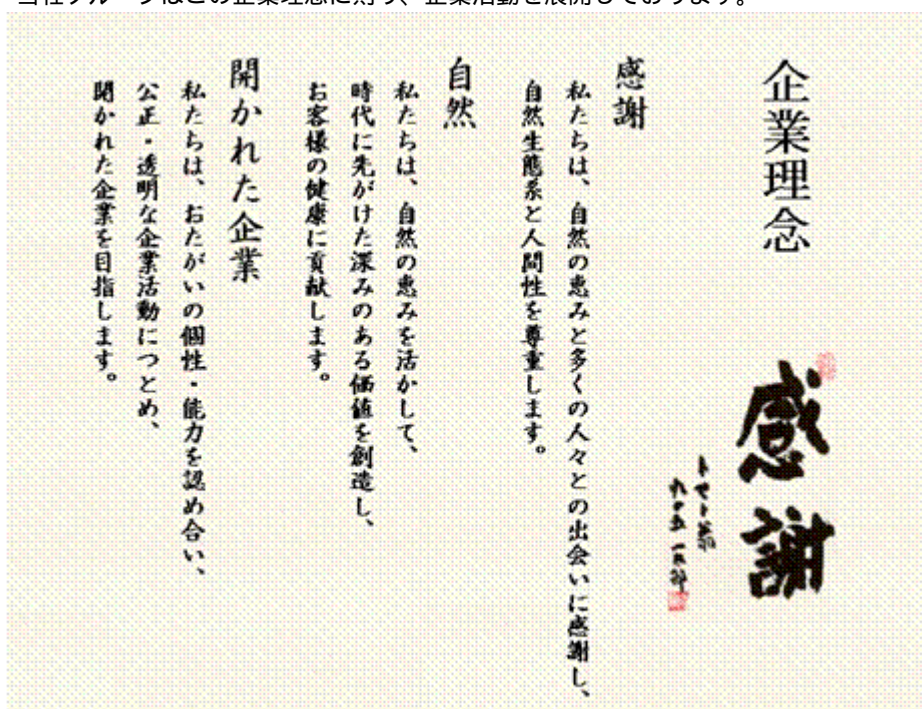 当社グループはこの企業理念に則り、企業活動を展開しております。
企業理念
感謝
感謝
私たちは、自然の恵みと多くの人々との出会いに感謝し、
自然生態系と人間性を尊重します。
自然
私たちは、自然の恵みを活かして、
時代に先がけた深みのある価値を創造し、
お客様の健康に貢献します。
開かれた企業
私たちは、おたがいの個性・能力を認め合い、
公正・透明な企業活動につとめ、
開かれた企業を目指します。